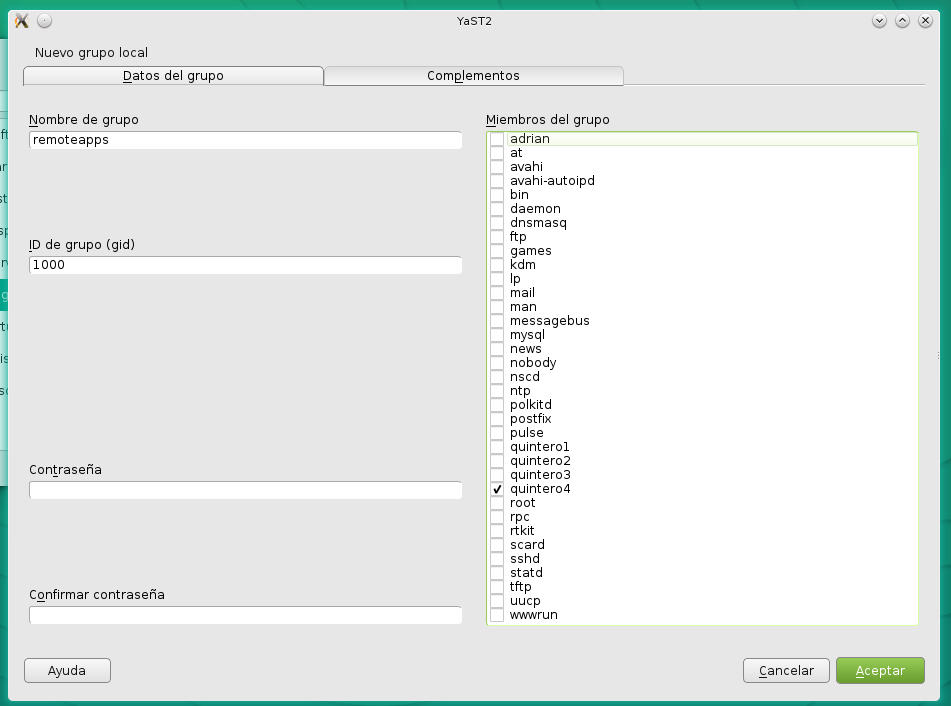 YaST2
Nuevo grupo local
Datos del grupo
Complementos
Nombre de grupo
remoteapps
ID de grupo (gid)
1000
Contraseña
Confirmar contraseña
Miembros del grupo
adrian
at
avahi
avahi-autoipd
bin
daemon
dnsmasq
ftp
games
kdm
lp
mail
man
messagebus
mysql
news
nobody
nscd
ntp
polkitd
postfix
pulse
quintero1
quintero2
quintero3
quintero4
root
rpc
rtkit
scard
sshd
statd
tftp
uucp
wwwrun
Ayuda
Cancelar
Aceptar